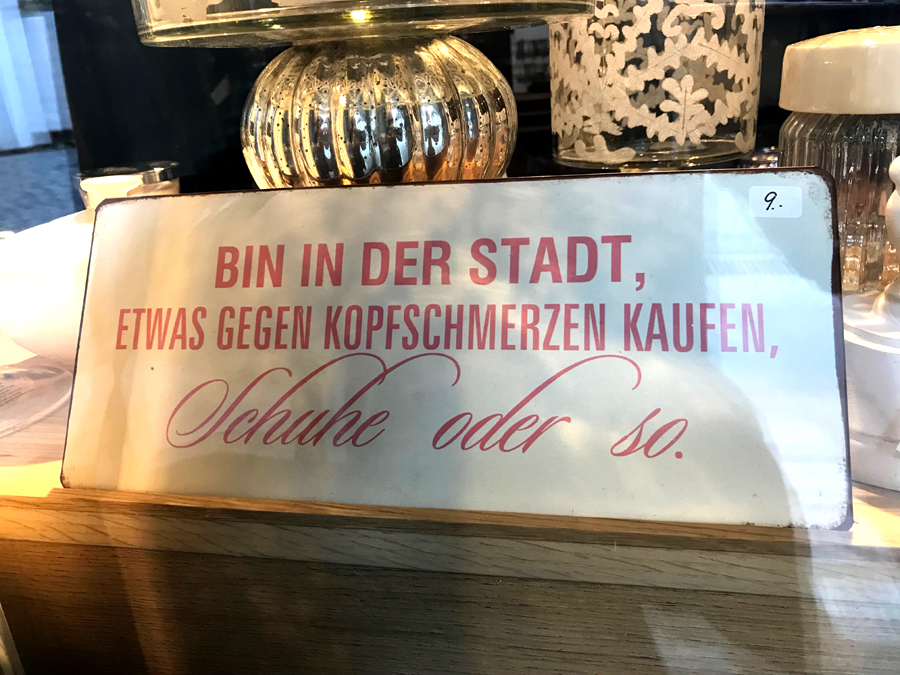 9.-
BIN IN DER STADT,
ETWAS GEGEN KOPFSCHMERZEN KAUFEN,
Schuhe oder so.